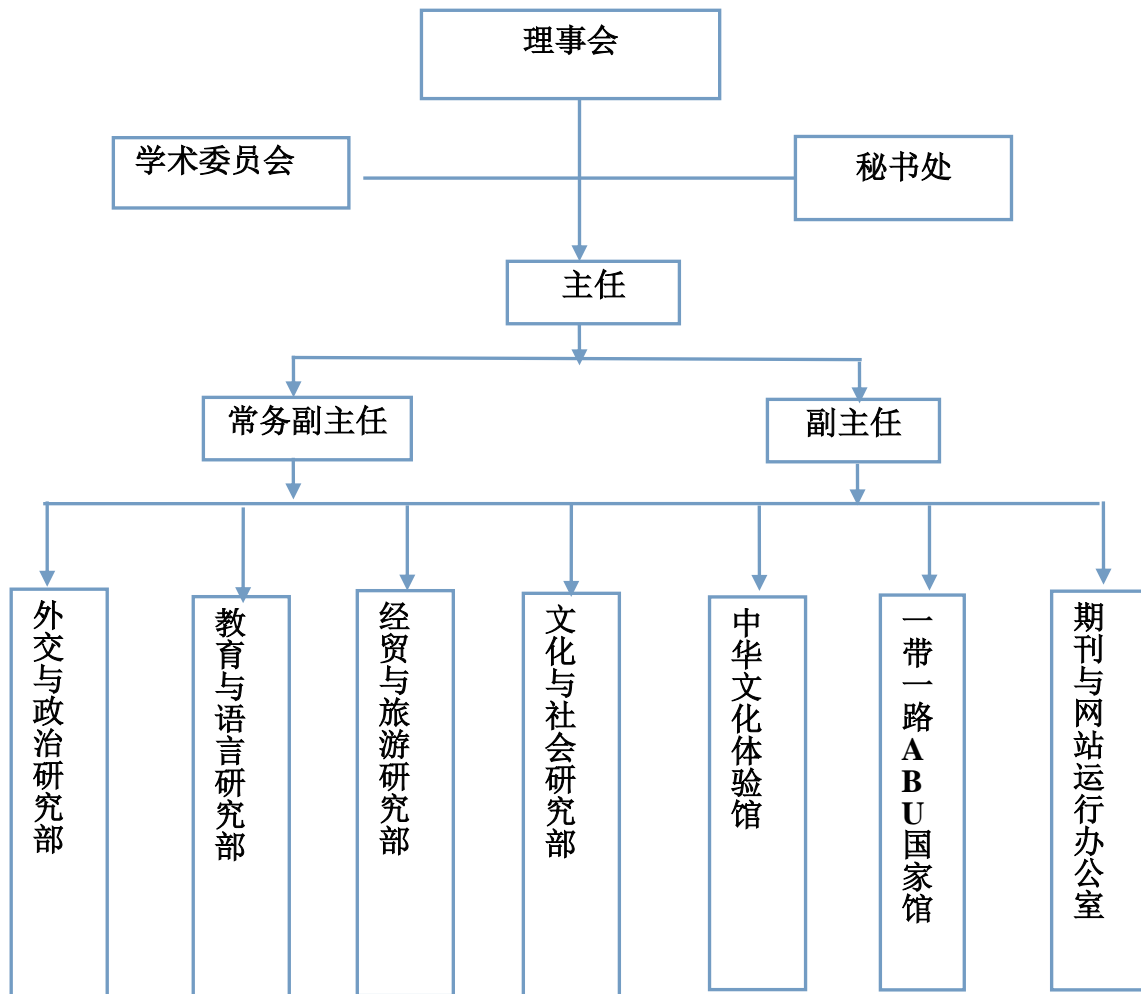 理事会
学术委员会
秘书处
主任
常务副主任
副主任
外交与政治研究部
教育与语言研究部
经贸与旅游研究部
文化与社会研究部
中华文化体验馆
一带一路ABU国家馆
期刊与网站运行办公室